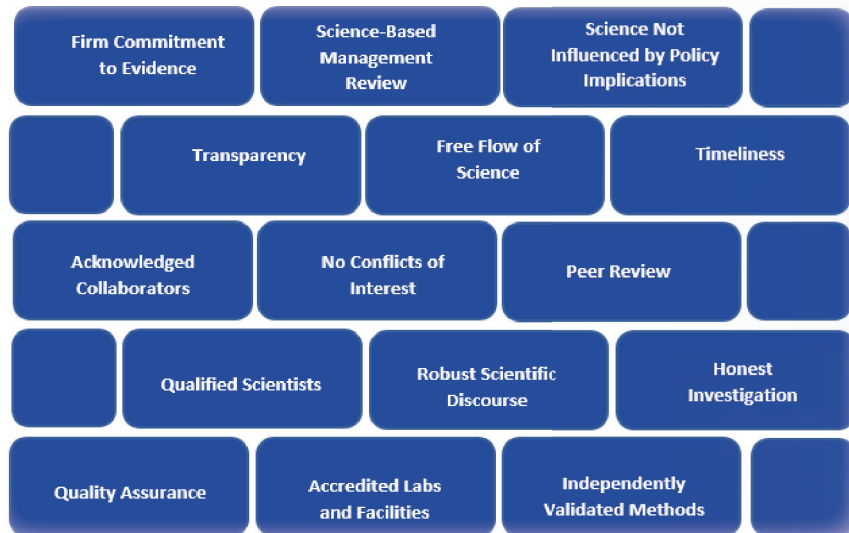 Firm Commitment
to Evidence
Science-Based
Management
Review
Science Not
Influenced by Policy
Implications
Transparency
Free Flow of
Science
Timeliness
Acknowledged
Collaborators
No Conflicts of
Interest
Peer Review
Qualified Scientists
Robust Scientific
Discourse
Honest
Investigation
Quality Assurance
Accredited Labs
and Facilities
Independently
Validated Methods